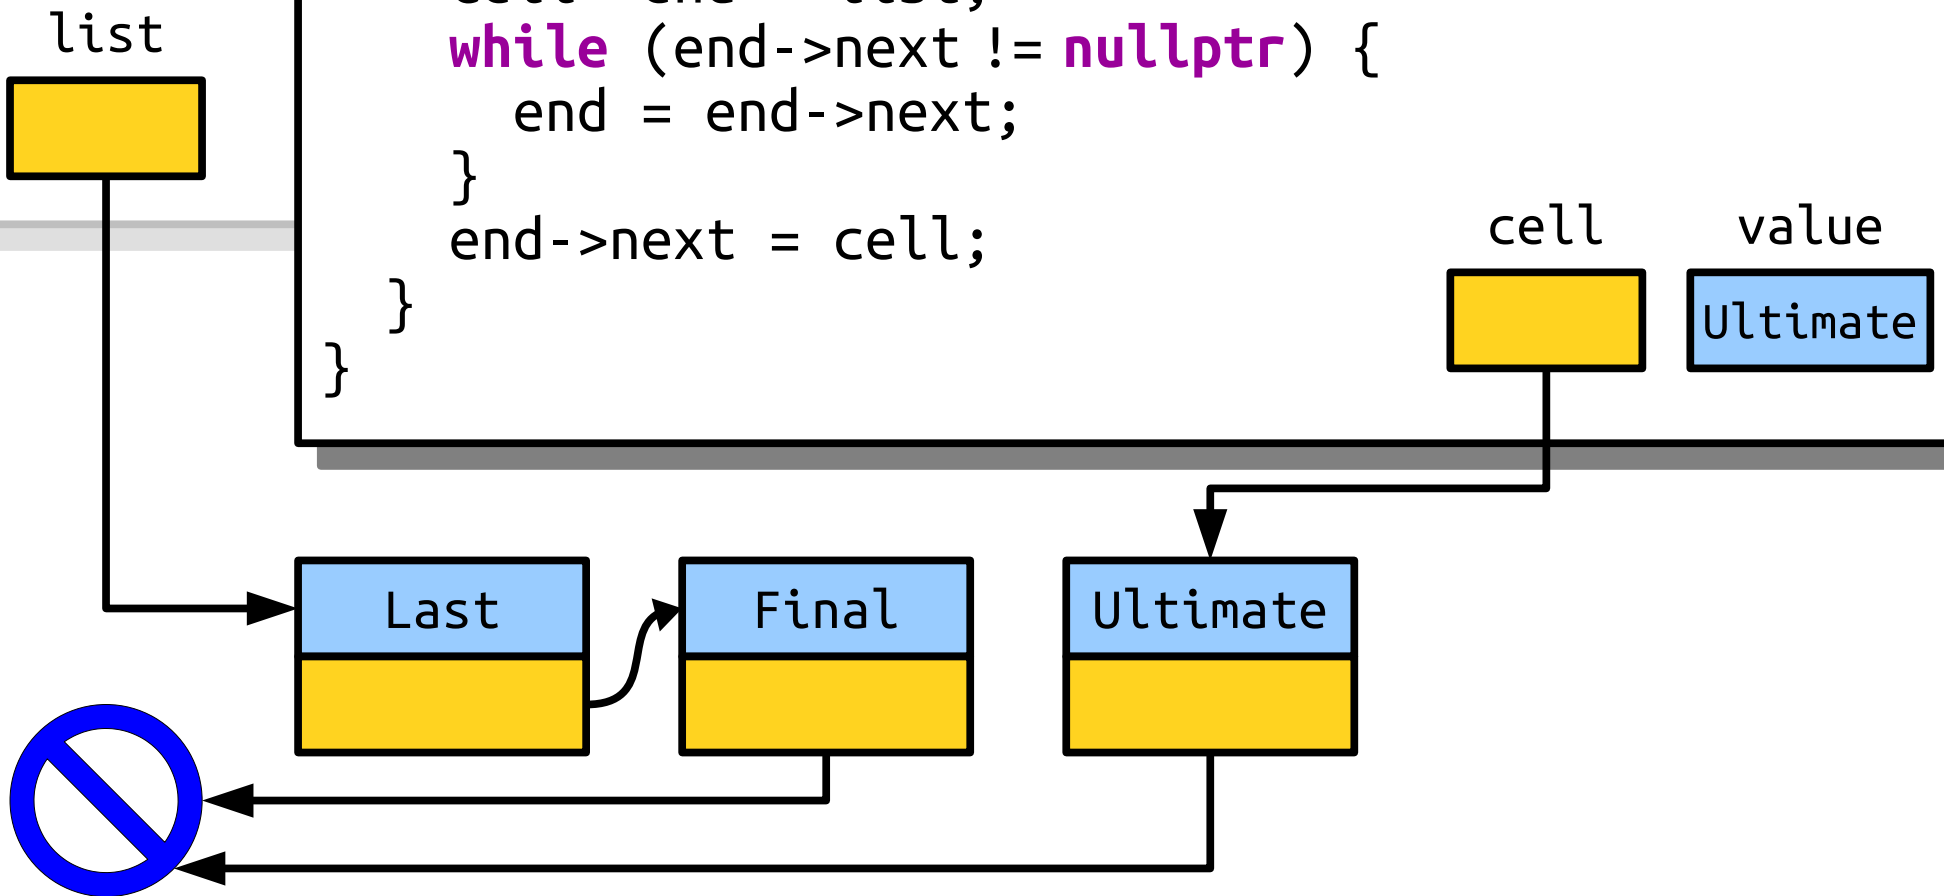 list
while (end->next != nullptr) {
end = end->next;
}
end->next = cell;
}
}
cell value
Ultimate
Last Final Ultimate